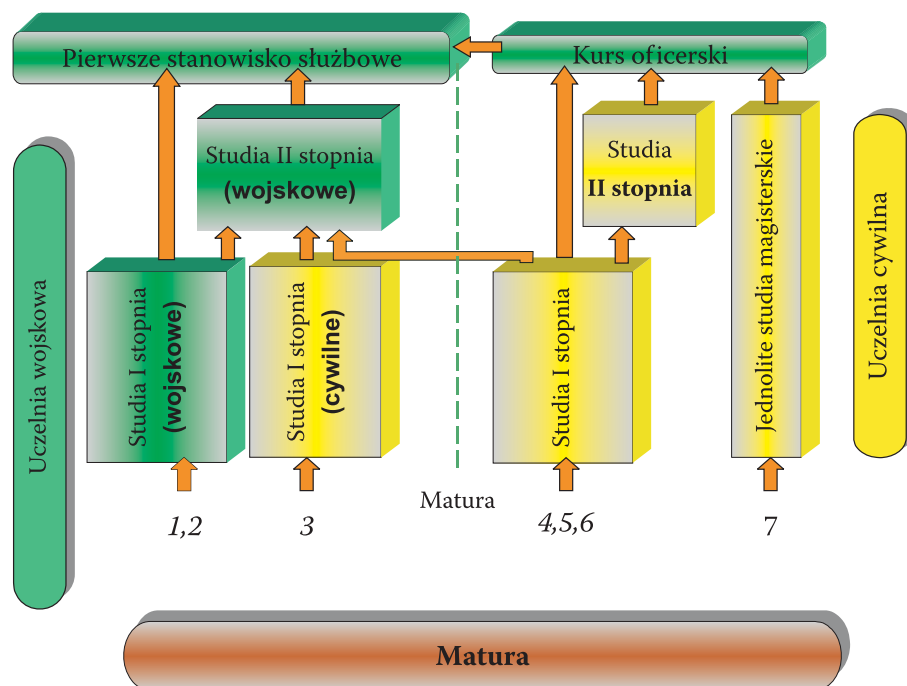 Pierwsze stanowisko służbowe
Kurs oficerski
Studia II stopnia
(wojskowe)
Studia
II stopnia
Uczelnia wojskowa
Studia I stopnia
(wojskowe)
Studia I stopnia
(cywilne)
Studia I stopnia
Jednolite studia magisterskie
Uczelnia cywilna
Matura
1,2
3
4,5,6
7
Matura